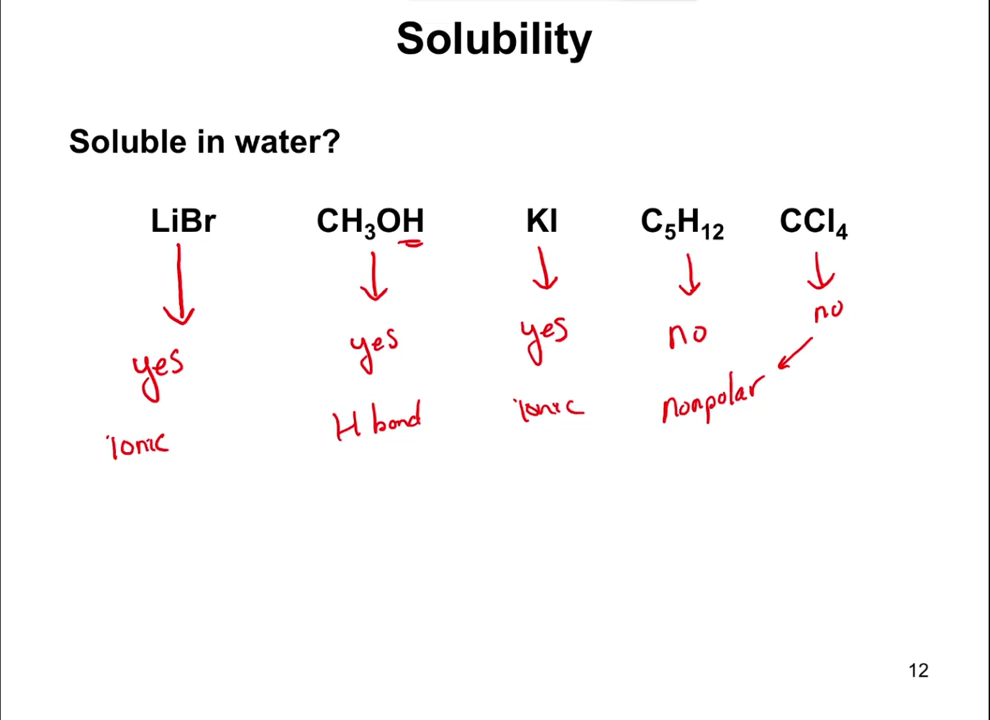 Solubility
Soluble in water?
LiBr CH₃OH KI C₅H₁₂ CCl₄
yes yes yes no no
ionic H bond ionic nonpolar
12